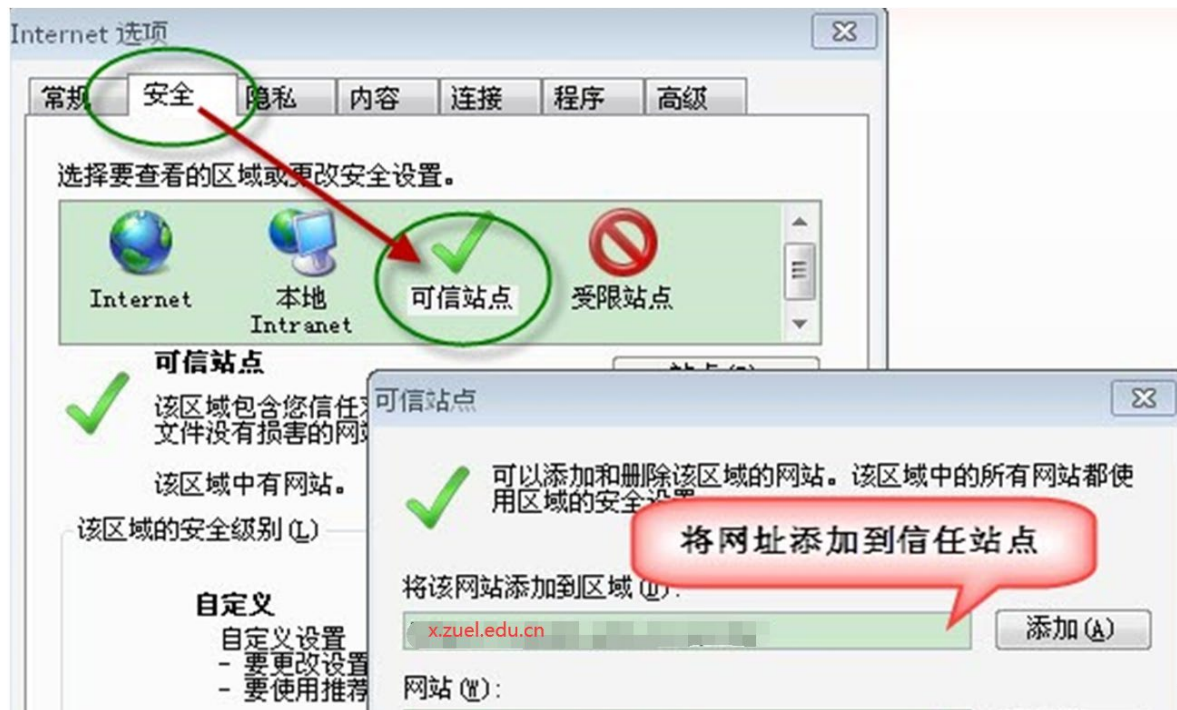 Internet 选项
常规 安全 隐私 内容 连接 程序 高级
选择要查看的区域或更改安全设置。
Internet 本地 可信站点 受限站点
Intranet
可信站点
该区域包含您信任
文件没有损害的网
该区域中有网站。
该区域的安全级别(L)
自定义
自定义设置
- 要更改设置
- 要使用推荐
可信站点
可以添加和删除该区域的网站。该区域中的所有网站都使
用区域的安全设置
将网址添加到信任站点
将该网站添加到区域(D):
x.zuel.edu.cn
添加(A)
网站(W):